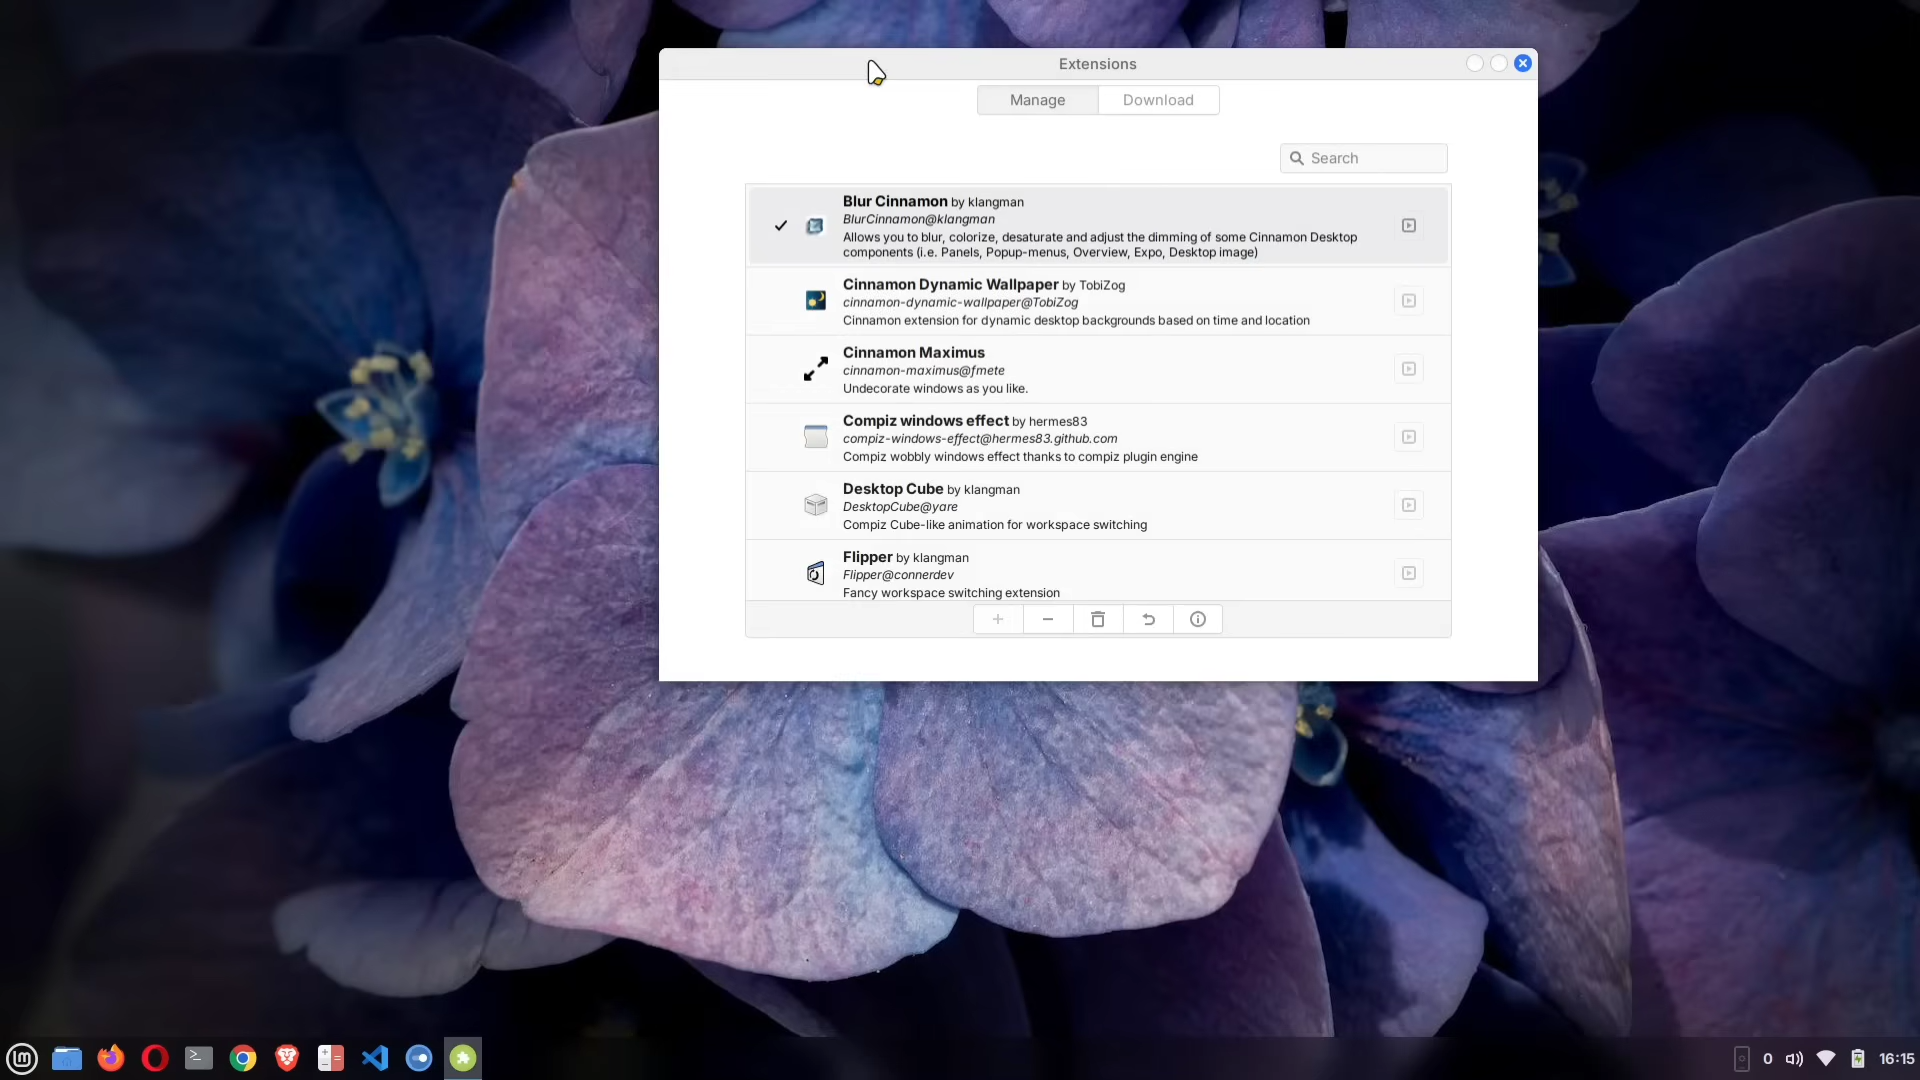 Extensions
Manage
Download
Search
Blur Cinnamon by klangman
BlurCinnamon@klangman
Allows you to blur, colorize, desaturate and adjust the dimming of some Cinnamon Desktop
components (i.e. Panels, Popup-menus, Overview, Expo, Desktop image)
Cinnamon Dynamic Wallpaper by TobiZog
cinnamon-dynamic-wallpaper@TobiZog
Cinnamon extension for dynamic desktop backgrounds based on time and location
Cinnamon Maximus
cinnamon-maximus@fmete
Undecorate windows as you like.
Compiz windows effect by hermes83
compiz-windows-effect@hermes83.github.com
Compiz wobbly windows effect thanks to compiz plugin engine
Desktop Cube by klangman
DesktopCube@yare
Compiz Cube-like animation for workspace switching
Flipper by klangman
Flipper@connerdev
Fancy workspace switching extension
0
16:15